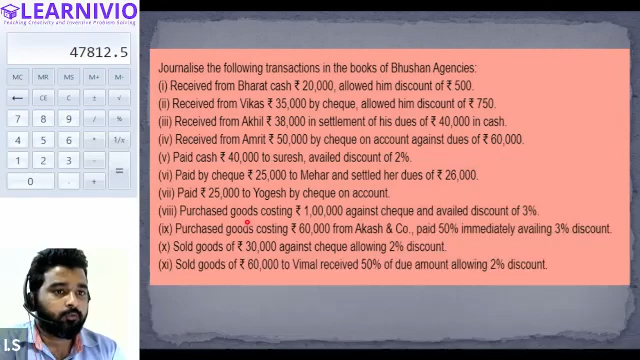 LEARNIVIO
Teaching Creativity and Inventive Problem Solving
47812.5
MC MR MS M+ M-
← CE C ± √
7 8 9 / %
4 5 6 * 1/x
1 2 3 - =
0 . +
Journalise the following transactions in the books of Bhushan Agencies:
(i) Received from Bharat cash ₹ 20,000, allowed him discount of ₹ 500.
(ii) Received from Vikas ₹ 35,000 by cheque, allowed him discount of ₹ 750.
(iii) Received from Akhil ₹ 38,000 in settlement of his dues of ₹ 40,000 in cash.
(iv) Received from Amrit ₹ 50,000 by cheque on account against dues of ₹ 60,000.
(v) Paid cash ₹ 40,000 to suresh, availed discount of 2%.
(vi) Paid by cheque ₹ 25,000 to Mehar and settled her dues of ₹ 26,000.
(vii) Paid ₹ 25,000 to Yogesh by cheque on account.
(viii) Purchased goods costing ₹ 1,00,000 against cheque and availed discount of 3%.
(ix) Purchased goods costing ₹ 60,000 from Akash & Co., paid 50% immediately availing 3% discount.
(x) Sold goods of ₹ 30,000 against cheque allowing 2% discount.
(xi) Sold goods of ₹ 60,000 to Vimal received 50% of due amount allowing 2% discount.
I.S